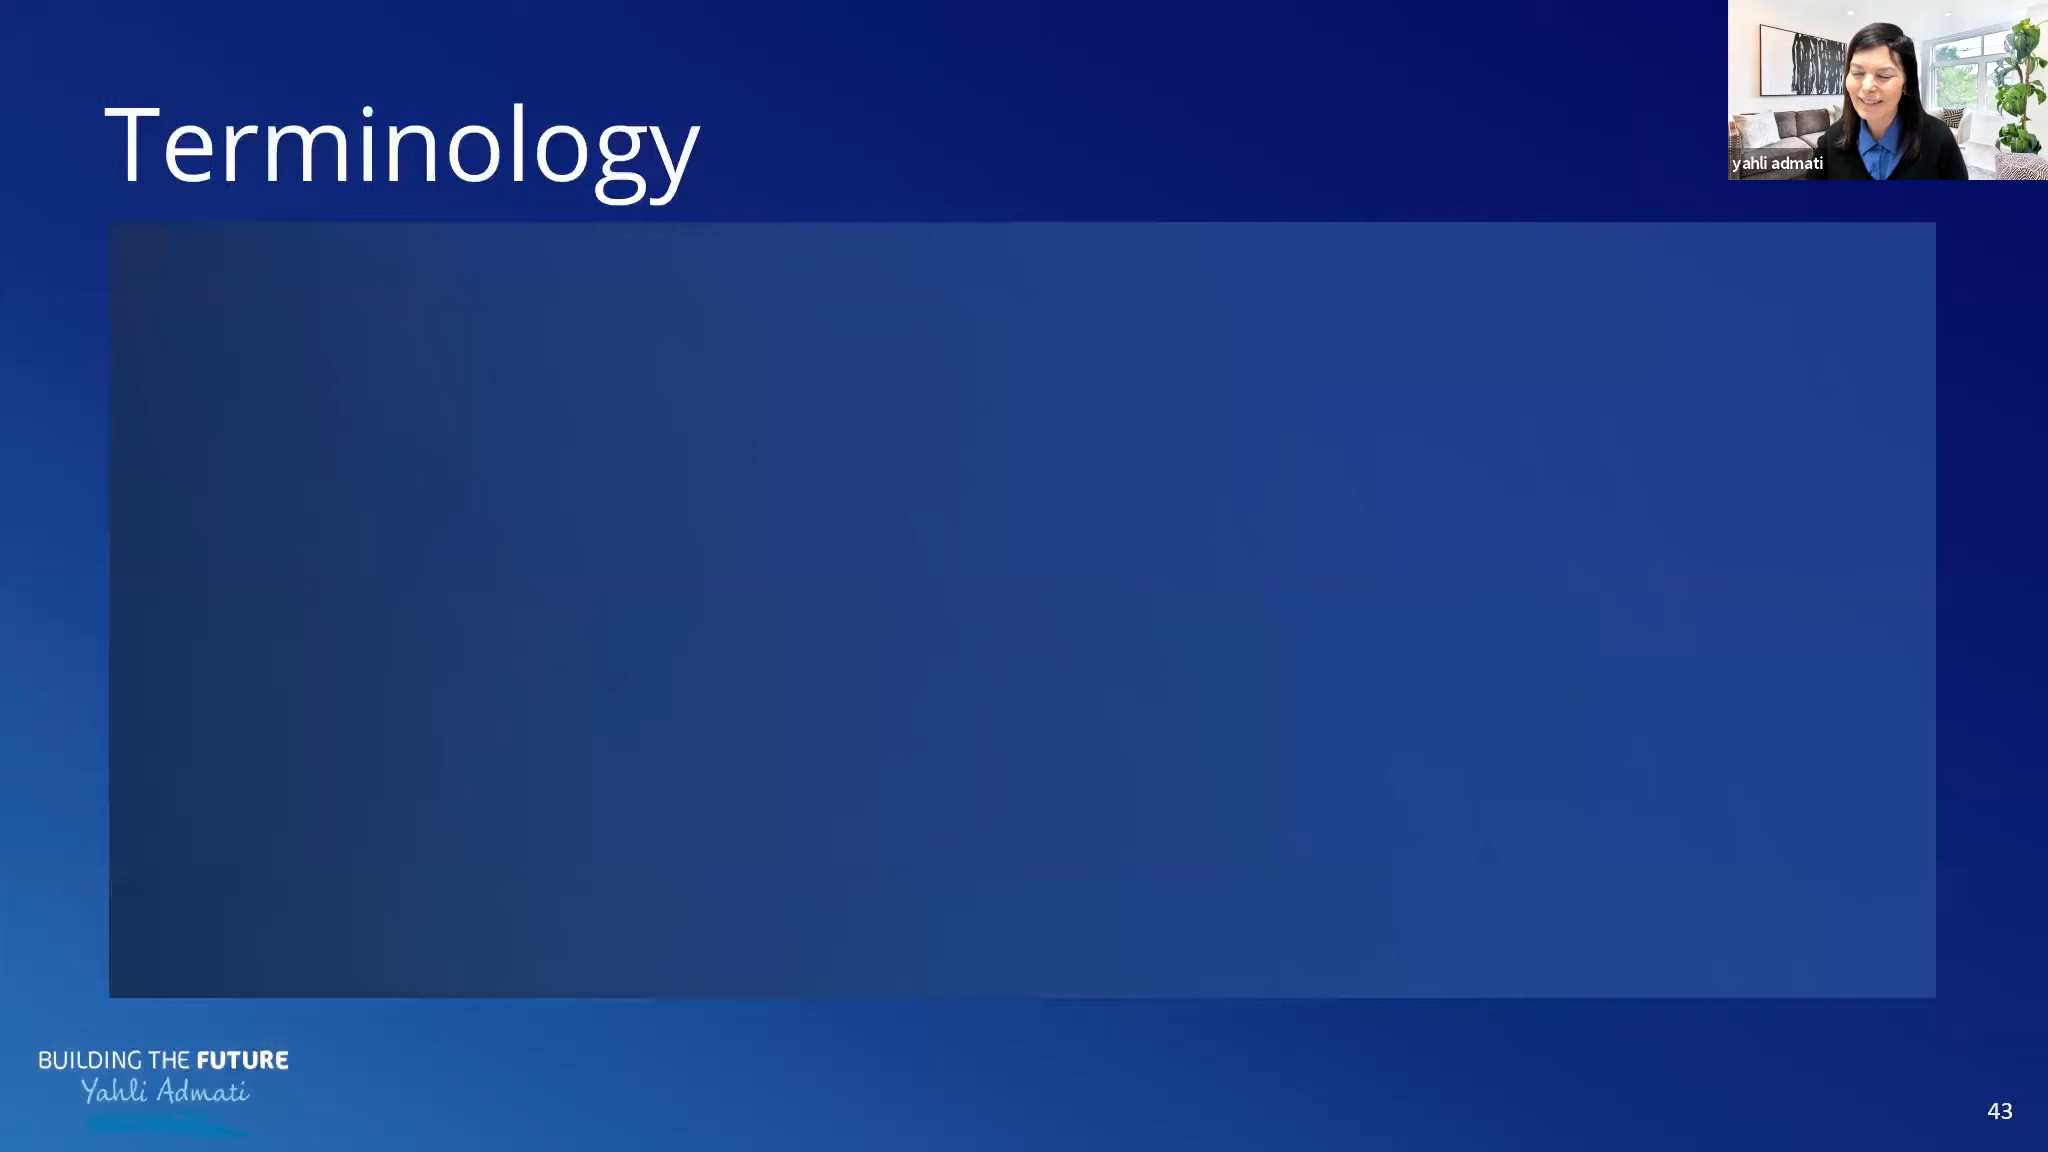 Terminology
yahli admati
BUILDING THE FUTURE
Yahli Admati
43